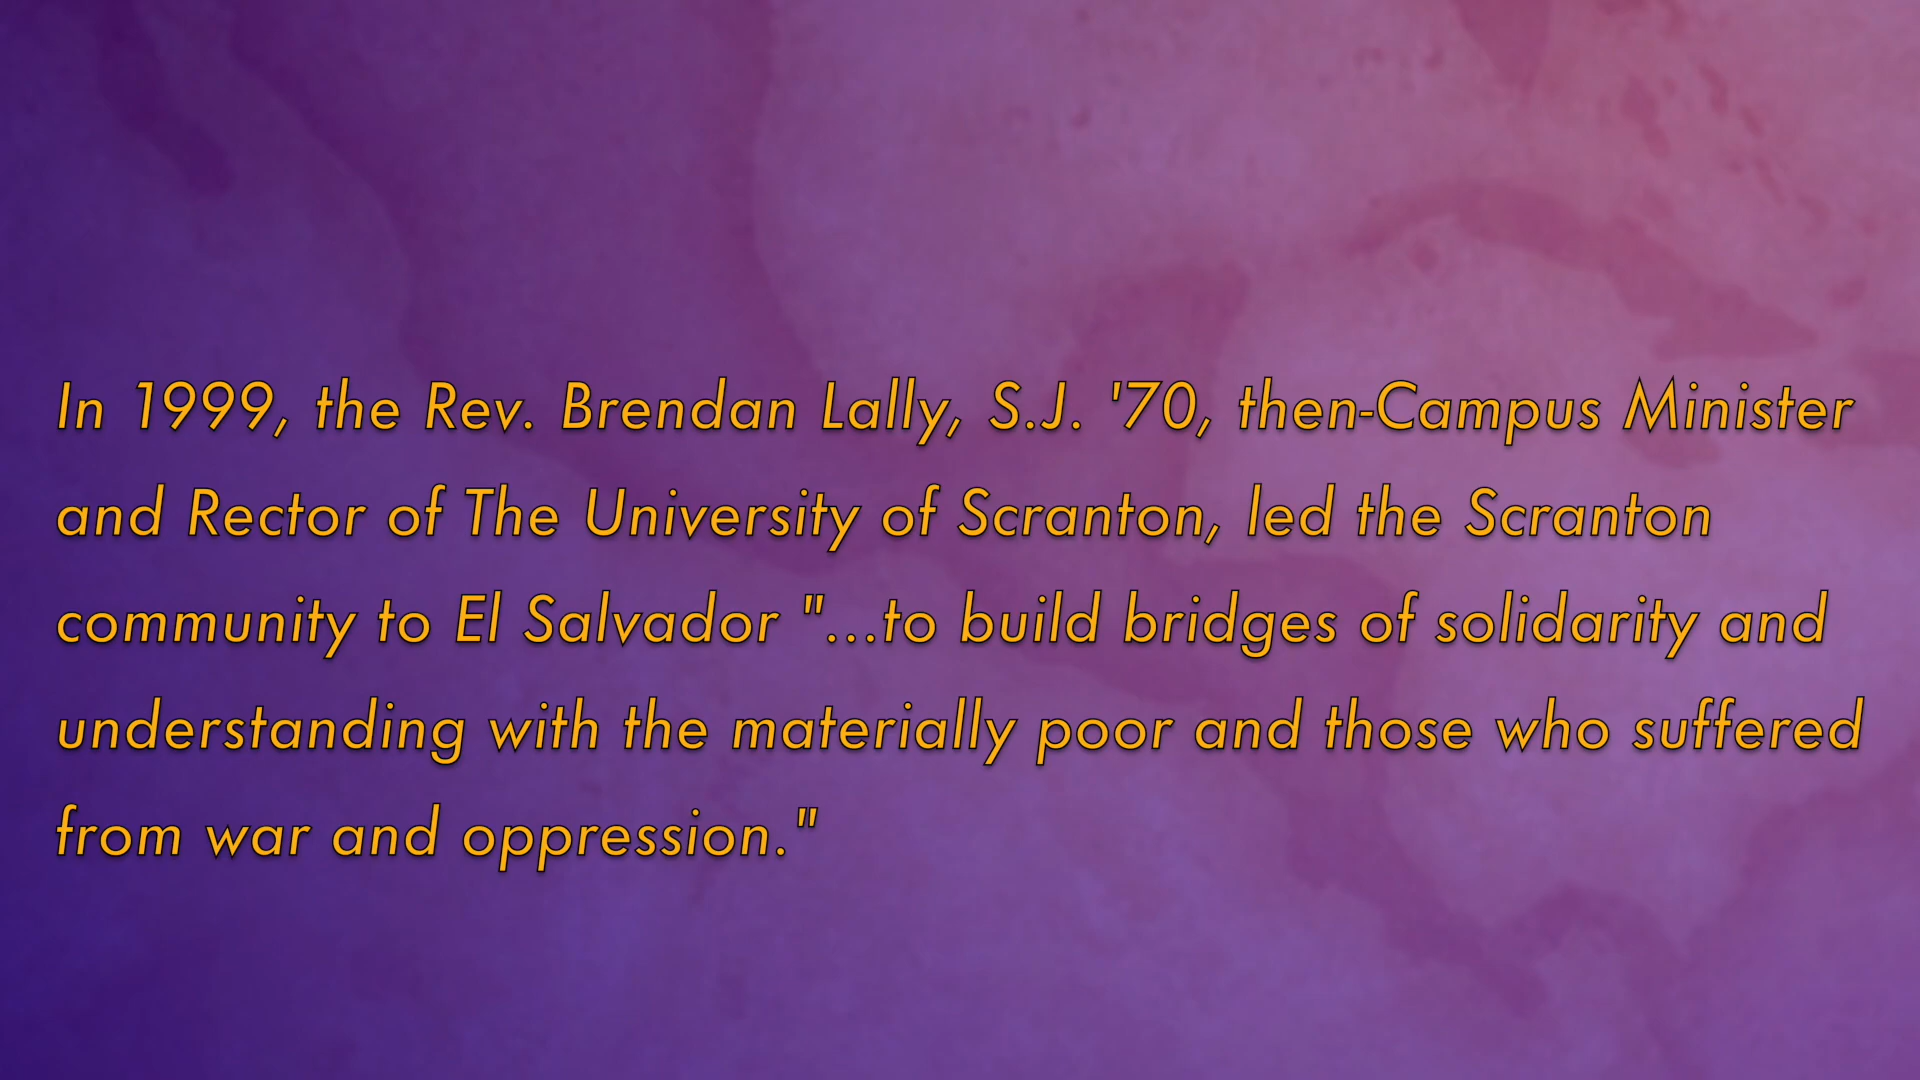 In 1999, the Rev. Brendan Lally, S.J. '70, then-Campus Minister
and Rector of The University of Scranton, led the Scranton
community to El Salvador "...to build bridges of solidarity and
understanding with the materially poor and those who suffered
from war and oppression."